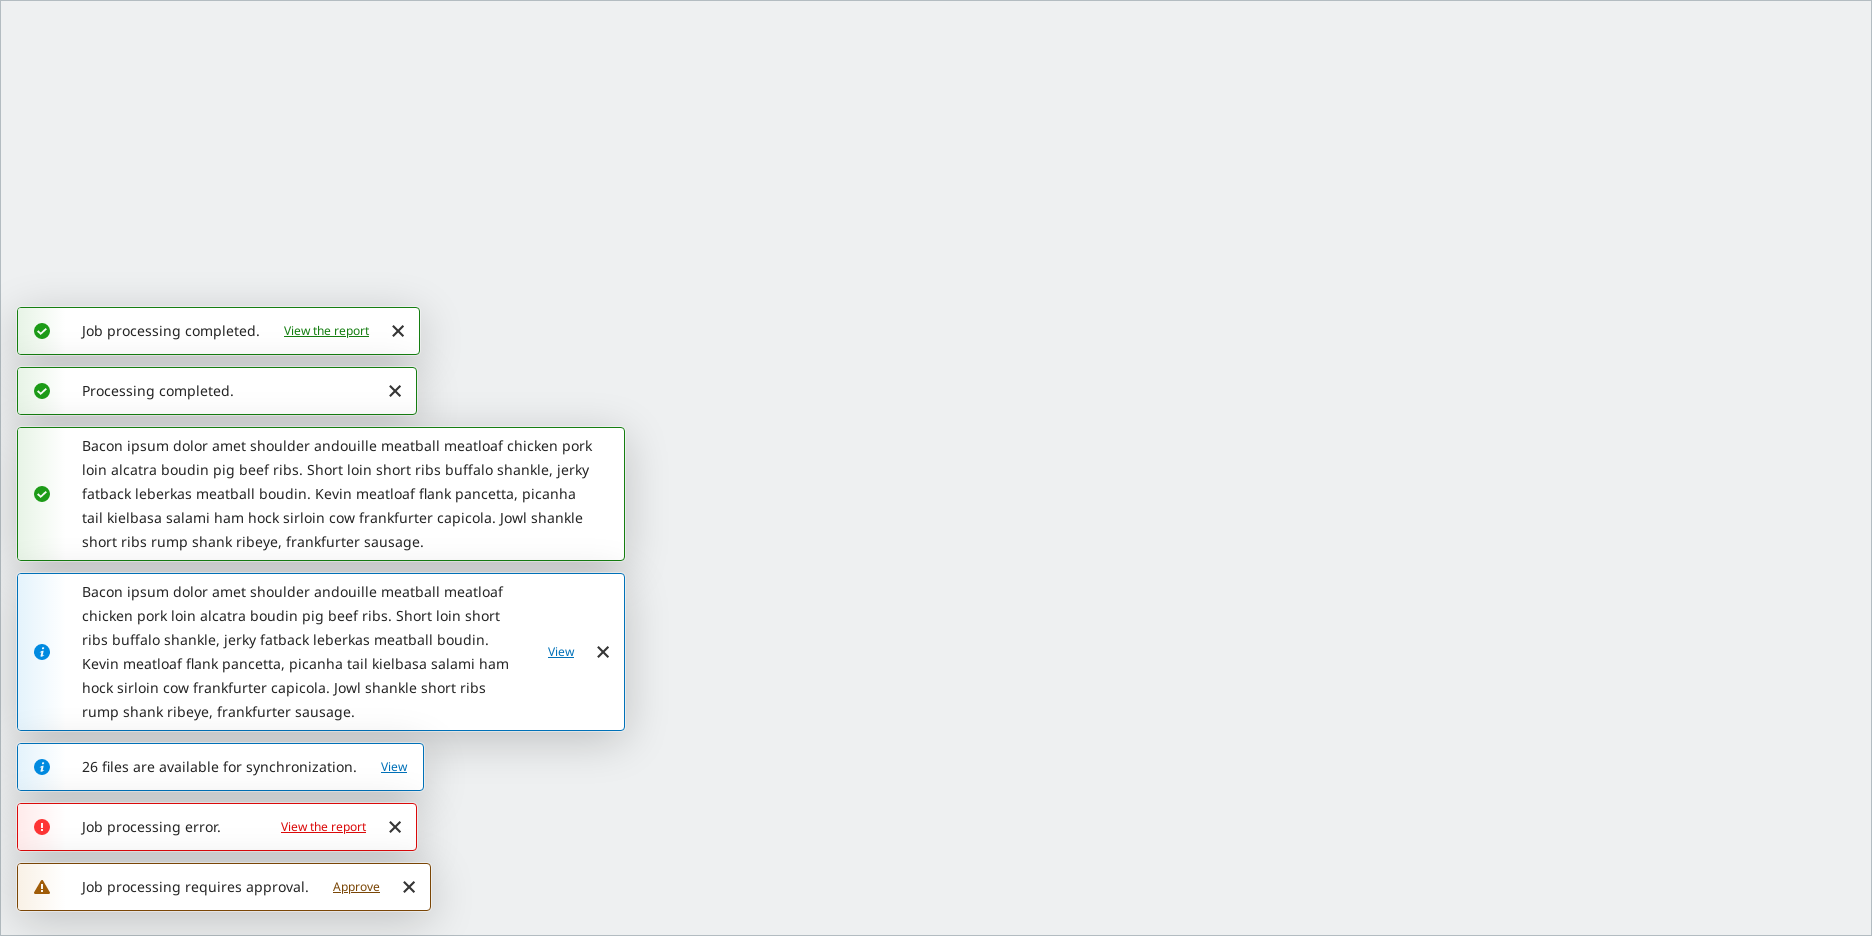 Job processing completed. View the report
Processing completed.
Bacon ipsum dolor amet shoulder andouille meatball meatloaf chicken pork
loin alcatra boudin pig beef ribs. Short loin short ribs buffalo shankle, jerky
fatback leberkas meatball boudin. Kevin meatloaf flank pancetta, picanha
tail kielbasa salami ham hock sirloin cow frankfurter capicola. Jowl shankle
short ribs rump shank ribeye, frankfurter sausage.
Bacon ipsum dolor amet shoulder andouille meatball meatloaf
chicken pork loin alcatra boudin pig beef ribs. Short loin short
ribs buffalo shankle, jerky fatback leberkas meatball boudin.
Kevin meatloaf flank pancetta, picanha tail kielbasa salami ham
hock sirloin cow frankfurter capicola. Jowl shankle short ribs
rump shank ribeye, frankfurter sausage.
View
26 files are available for synchronization. View
Job processing error. View the report
Job processing requires approval. Approve